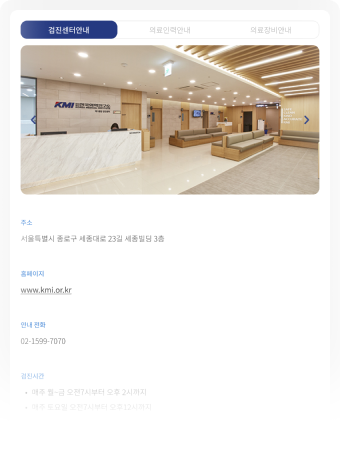 검진센터안내 의료인력안내 의료장비안내
KMI 한국의학연구소
주소
서울특별시 종로구 세종대로 23길 세종빌딩 3층
홈페이지
www.kmi.or.kr
안내 전화
02-1599-7070
검진시간
• 매주 월~금 오전7시부터 오후 2시까지
• 매주 토요일 오전7시부터 오후12시까지